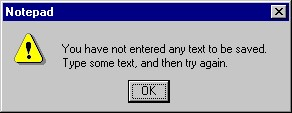 Notepad
You have not entered any text to be saved.
Type some text, and then try again.
OK